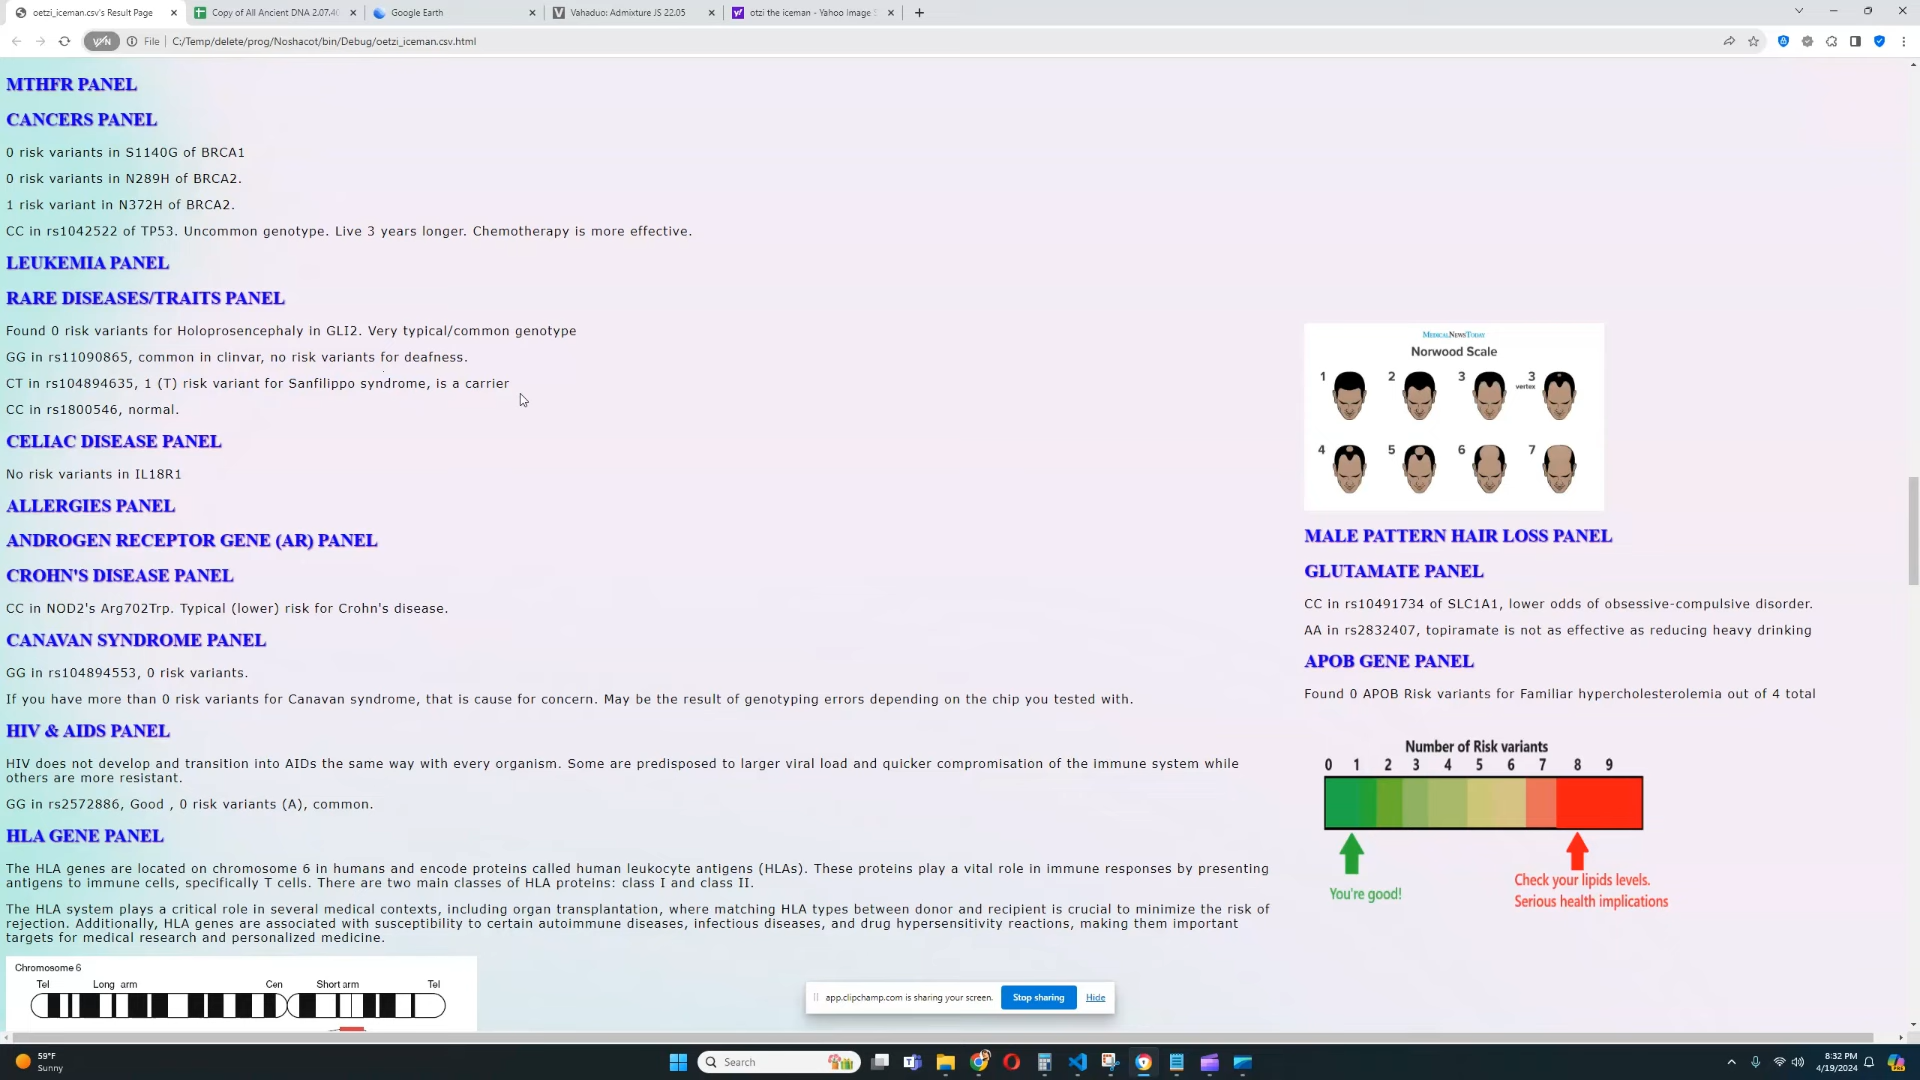 oetzi_iceman.csv's Result Page
Copy of All Ancient DNA 2.07.40
Google Earth
Vahaduo: Admixture JS 22.05
otzi the iceman - Yahoo Image S
VPN
File
C:/Temp/delete/prog/Noshacot/bin/Debug/oetzi_iceman.csv.html
MTHFR PANEL
CANCERS PANEL
0 risk variants in S1140G of BRCA1
0 risk variants in N289H of BRCA2.
1 risk variant in N372H of BRCA2.
CC in rs1042522 of TP53. Uncommon genotype. Live 3 years longer. Chemotherapy is more effective.
LEUKEMIA PANEL
RARE DISEASES/TRAITS PANEL
Found 0 risk variants for Holoprosencephaly in GLI2. Very typical/common genotype
GG in rs11090865, common in clinvar, no risk variants for deafness.
CT in rs104894635, 1 (T) risk variant for Sanfilippo syndrome, is a carrier
CC in rs1800546, normal.
CELIAC DISEASE PANEL
No risk variants in IL18R1
ALLERGIES PANEL
ANDROGEN RECEPTOR GENE (AR) PANEL
CROHN'S DISEASE PANEL
CC in NOD2's Arg702Trp. Typical (lower) risk for Crohn's disease.
CANAVAN SYNDROME PANEL
GG in rs104894553, 0 risk variants.
If you have more than 0 risk variants for Canavan syndrome, that is cause for concern. May be the result of genotyping errors depending on the chip you tested with.
HIV & AIDS PANEL
HIV does not develop and transition into AIDs the same way with every organism. Some are predisposed to larger viral load and quicker compromisation of the immune system while
others are more resistant.
GG in rs2572886, Good , 0 risk variants (A), common.
HLA GENE PANEL
The HLA genes are located on chromosome 6 in humans and encode proteins called human leukocyte antigens (HLAs). These proteins play a vital role in immune responses by presenting
antigens to immune cells, specifically T cells. There are two main classes of HLA proteins: class I and class II.
The HLA system plays a critical role in several medical contexts, including organ transplantation, where matching HLA types between donor and recipient is crucial to minimize the risk of
rejection. Additionally, HLA genes are associated with susceptibility to certain autoimmune diseases, infectious diseases, and drug hypersensitivity reactions, making them important
targets for medical research and personalized medicine.
Chromosome 6
Tel Long arm Cen Short arm Tel
MEDICALNEWSTODAY
Norwood Scale
1 2 3 3
vertex
4 5 6 7
MALE PATTERN HAIR LOSS PANEL
GLUTAMATE PANEL
CC in rs10491734 of SLC1A1, lower odds of obsessive-compulsive disorder.
AA in rs2832407, topiramate is not as effective as reducing heavy drinking
APOB GENE PANEL
Found 0 APOB Risk variants for Familiar hypercholesterolemia out of 4 total
Number of Risk variants
0 1 2 3 4 5 6 7 8 9
You're good!
Check your lipids levels.
Serious health implications
app.clipchamp.com is sharing your screen.
Stop sharing
Hide
59°F
Sunny
Search
8:32 PM
4/19/2024